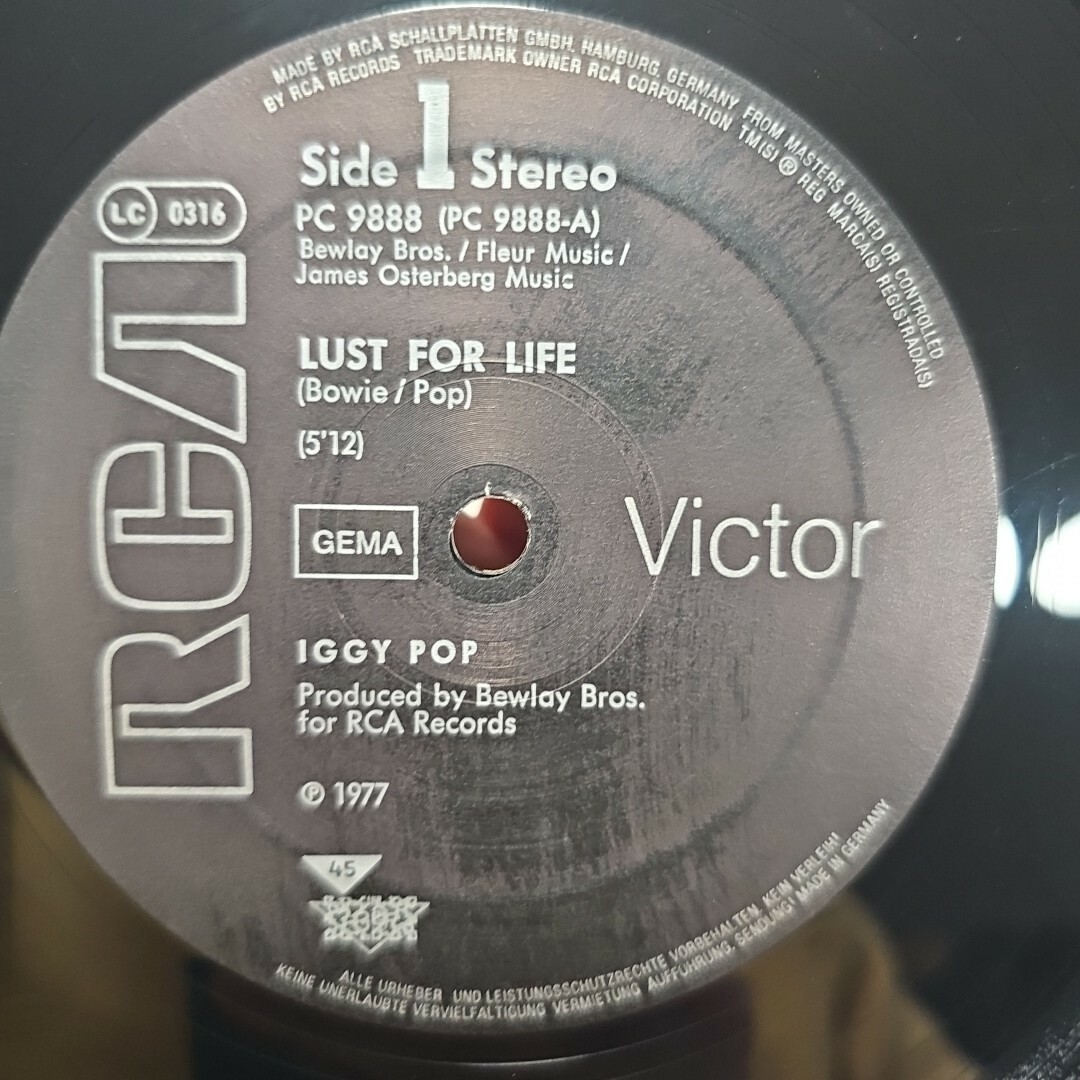 MADE BY RCA SCHALLPLATTEN GMBH, HAMBURG, GERMANY FROM MASTERS OWNED OR CONTROLLED
BY RCA RECORDS TRADEMARK OWNER RCA CORPORATION TM(S) ® REG MARCA(S) REGISTRADA(S)
Side 1 Stereo
LC 0316
PC 9888 (PC 9888-A)
Bewlay Bros. / Fleur Music /
James Osterberg Music
RCA
LUST FOR LIFE
(Bowie / Pop)
(5'12)
GEMA
Victor
IGGY POP
Produced by Bewlay Bros.
for RCA Records
℗ 1977
45
ALLE URHEBER UND LEISTUNGSSCHUTZRECHTE VORBEHALTEN. KEIN VERLEIH!
KEINE UNERLAUBTE VERVIELFALTIGUNG VERMIETUNG AUFFUHRUNG, SENDUNG! MADE IN GERMANY